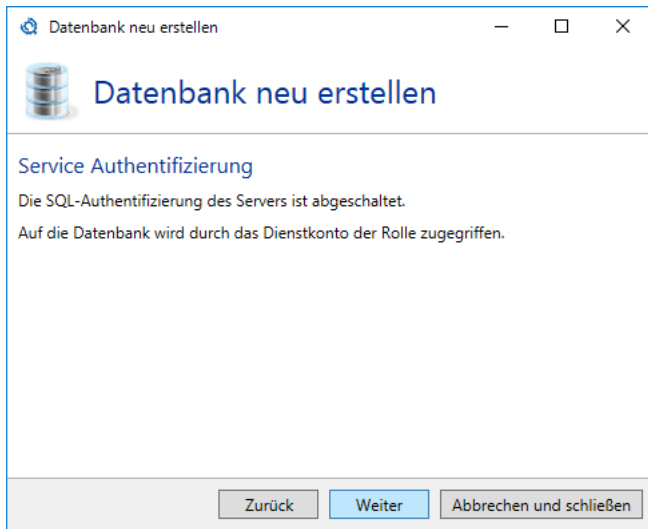 Datenbank neu erstellen
Datenbank neu erstellen
Service Authentifizierung
Die SQL-Authentifizierung des Servers ist abgeschaltet.
Auf die Datenbank wird durch das Dienstkonto der Rolle zugegriffen.
Zurück Weiter Abbrechen und schließen